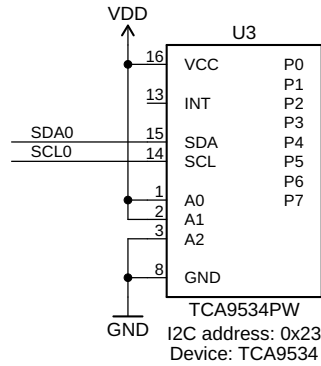 VDD
U3
16 VCC P0
P1
13 INT P2
P3
SDA0 15 SDA P4
SCL0 14 SCL P5
P6
1 A0 P7
2 A1
3 A2
8 GND
TCA9534PW
GND
I2C address: 0x23
Device: TCA9534